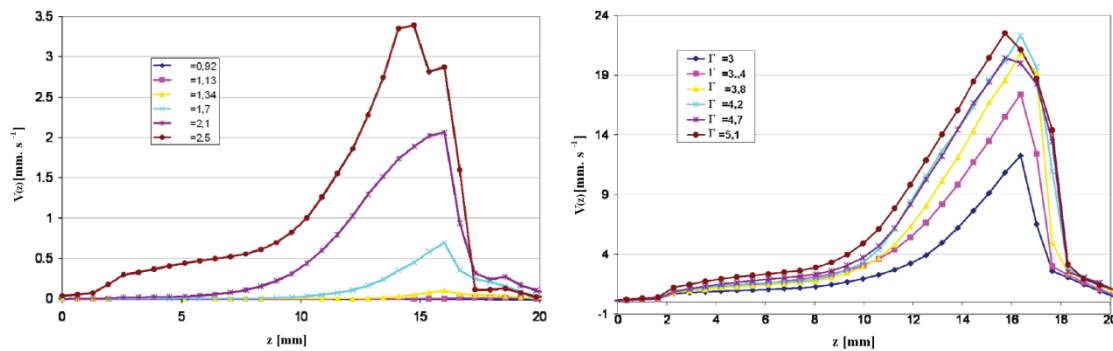 3.5
3
2.5
2
1.5
1
0.5
0
0 5 10 15 20
V(z) [mm. s -1]
z [mm]
=0,92
=1,13
=1,34
=1,7
=2,1
=2,5
24
19
14
9
4
-1
0 2 4 6 8 10 12 14 16 18 20
V(z) [mm. s -1]
z [mm]
Γ =3
Γ =3..4
Γ =3,8
Γ =4,2
Γ =4,7
Γ =5,1